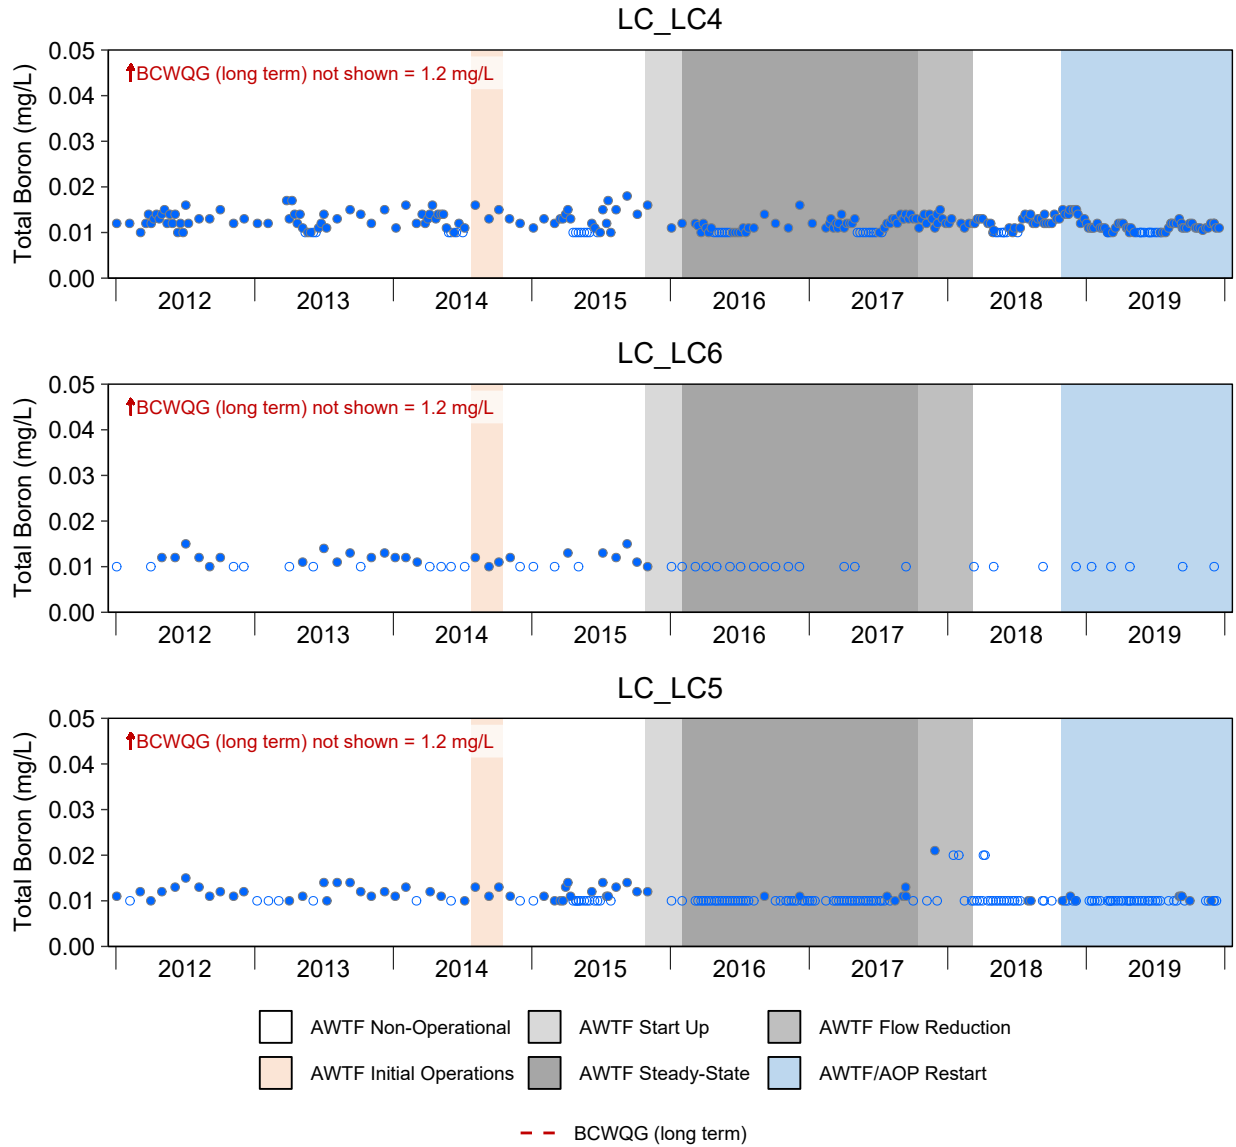 LC_LC4
BCWQG (long term) not shown = 1.2 mg/L
Total Boron (mg/L)
0.05
0.04
0.03
0.02
0.01
0.00
2012 2013 2014 2015 2016 2017 2018 2019
LC_LC6
BCWQG (long term) not shown = 1.2 mg/L
Total Boron (mg/L)
0.05
0.04
0.03
0.02
0.01
0.00
2012 2013 2014 2015 2016 2017 2018 2019
LC_LC5
BCWQG (long term) not shown = 1.2 mg/L
Total Boron (mg/L)
0.05
0.04
0.03
0.02
0.01
0.00
2012 2013 2014 2015 2016 2017 2018 2019
AWTF Non-Operational AWTF Start Up AWTF Flow Reduction
AWTF Initial Operations AWTF Steady-State AWTF/AOP Restart
BCWQG (long term)